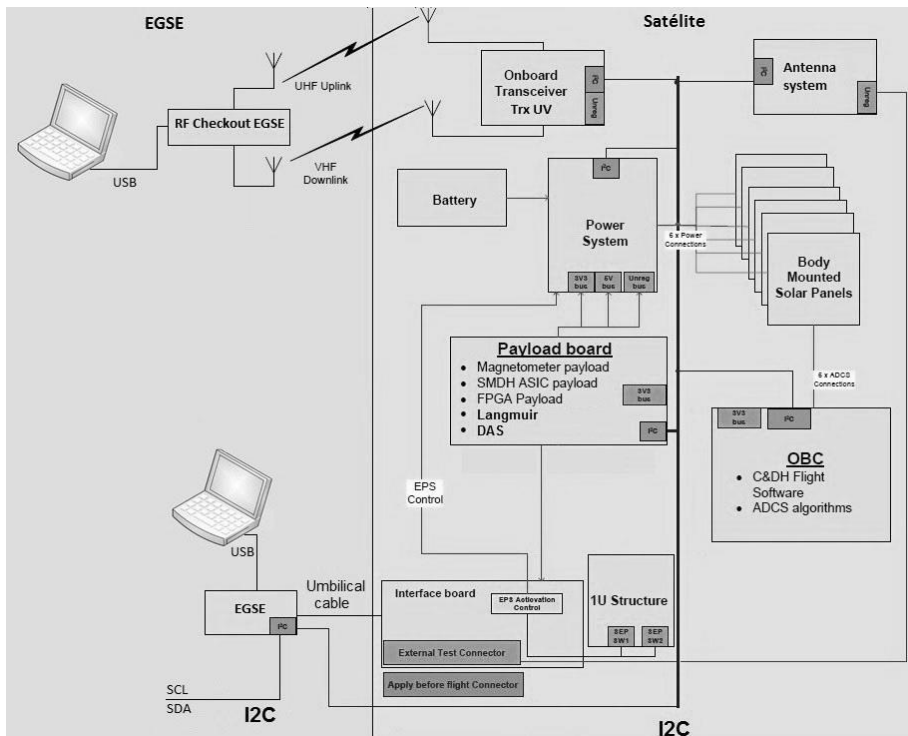 EGSE
Satélite
UHF Uplink
RF Checkout EGSE
USB
VHF
Downlink
Onboard
Transceiver
Trx UV
I²C
Unreg
I²C
Antenna
system
Unreg
Battery
I²C
Power
System
3V3
bus
5V
bus
Unreg
bus
6 x Power
Connections
Body
Mounted
Solar Panels
Payload board
• Magnetometer payload
• SMDH ASIC payload
• FPGA Payload
• Langmuir
• DAS
3V3
bus
I²C
6 x ADCS
Connections
3V3
bus
I²C
OBC
• C&DH Flight
Software
• ADCS algorithms
EPS
Control
USB
EGSE
I²C
Umbilical
cable
Interface board
EPS Activation
Control
External Test Connector
Apply before flight Connector
1U Structure
SEP
SW1
SEP
SW2
SCL
SDA
I2C
I2C